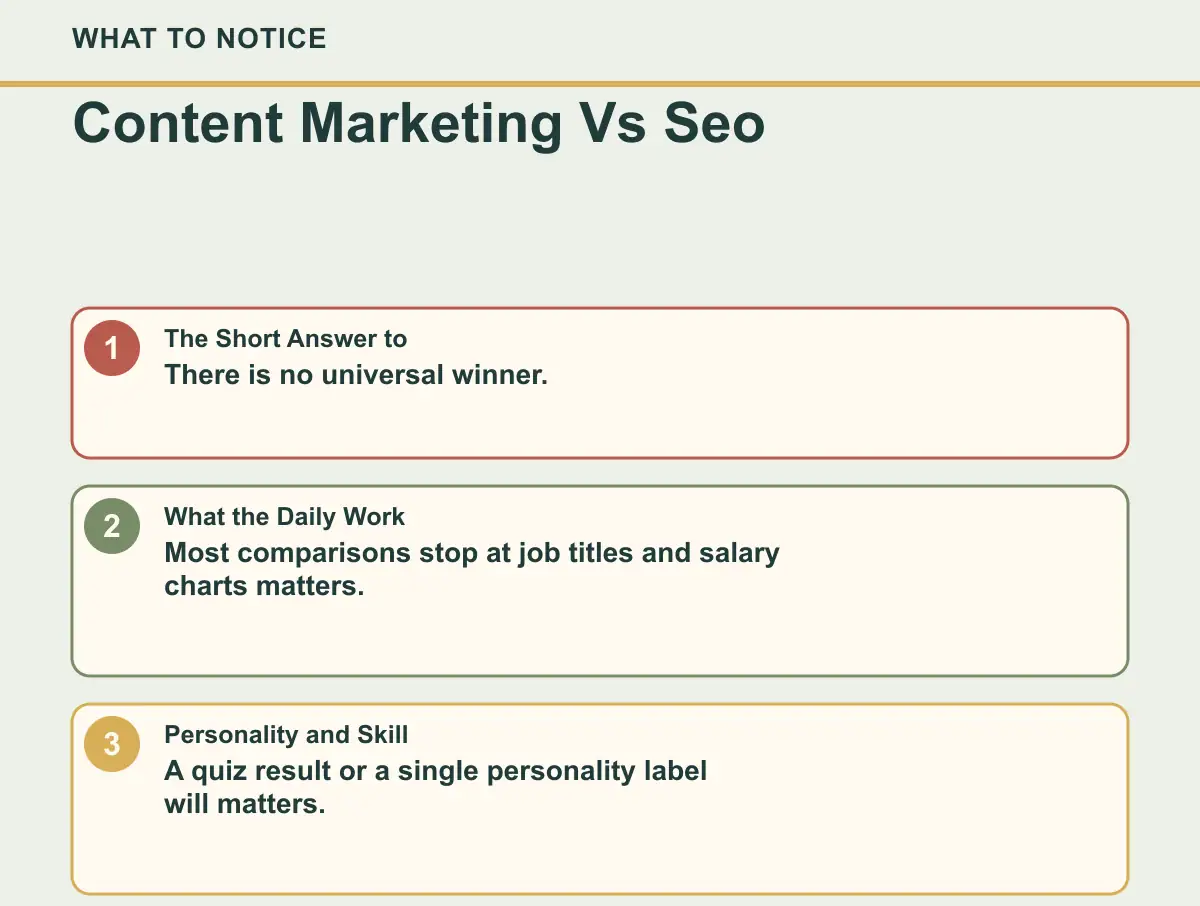 WHAT TO NOTICE
Content Marketing Vs Seo
1
The Short Answer to
There is no universal winner.
2
What the Daily Work
Most comparisons stop at job titles and salary
charts matters.
3
Personality and Skill
A quiz result or a single personality label
will matters.